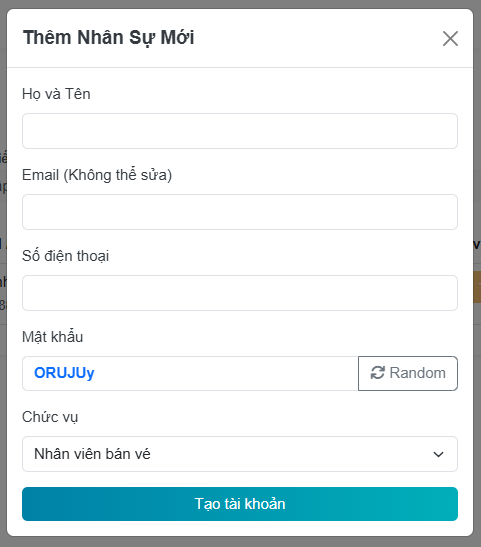 Thêm Nhân Sự Mới
Họ và Tên
Email (Không thể sửa)
Số điện thoại
Mật khẩu
ORUJUy
Random
Chức vụ
Nhân viên bán vé
Tạo tài khoản